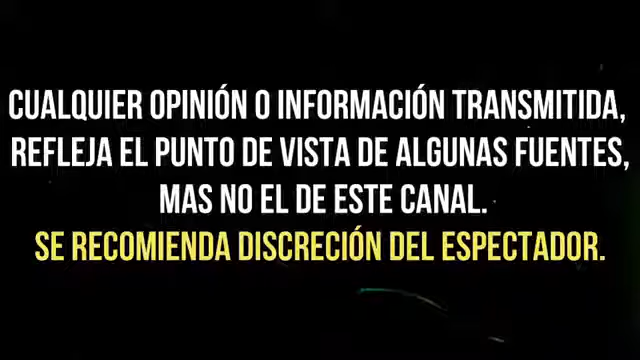 CUALQUIER OPINIÓN O INFORMACIÓN TRANSMITIDA,
REFLEJA EL PUNTO DE VISTA DE ALGUNAS FUENTES,
MAS NO EL DE ESTE CANAL.
SE RECOMIENDA DISCRECIÓN DEL ESPECTADOR.